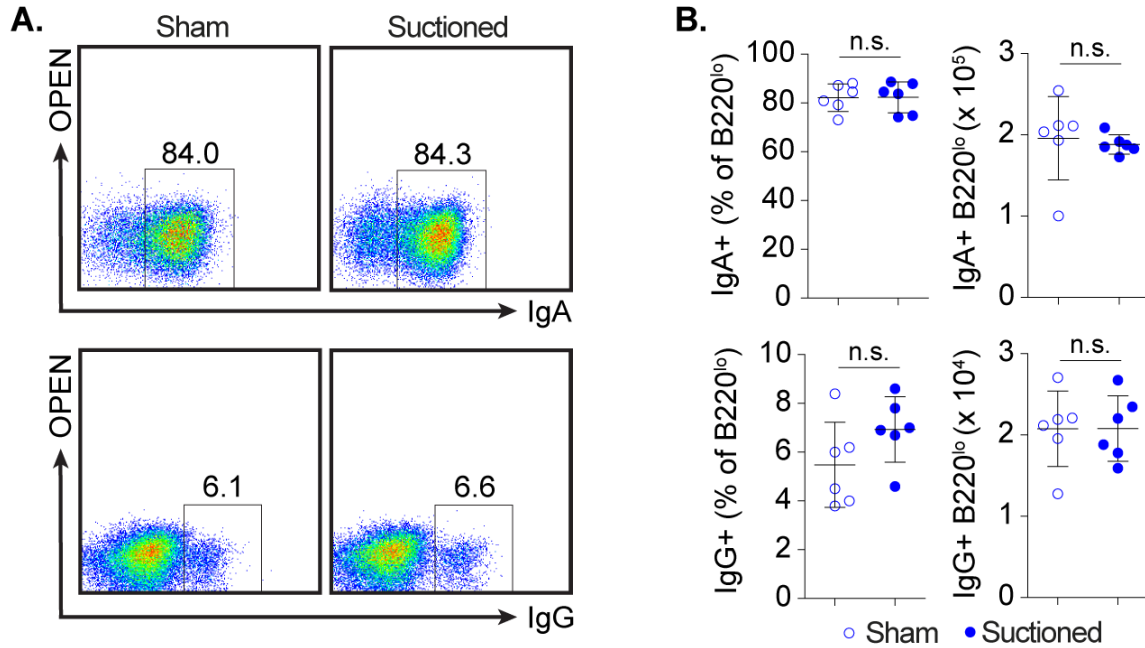 A.
Sham
Suctioned
OPEN
84.0
84.3
IgA
OPEN
6.1
6.6
IgG
B.
IgA+ (% of B220lo)
100
80
60
40
20
0
n.s.
IgA+ B220lo (x 10⁵)
3
2
1
0
n.s.
IgG+ (% of B220lo)
10
8
6
4
2
0
n.s.
IgG+ B220lo (x 10⁴)
3
2
1
0
n.s.
Sham Suctioned